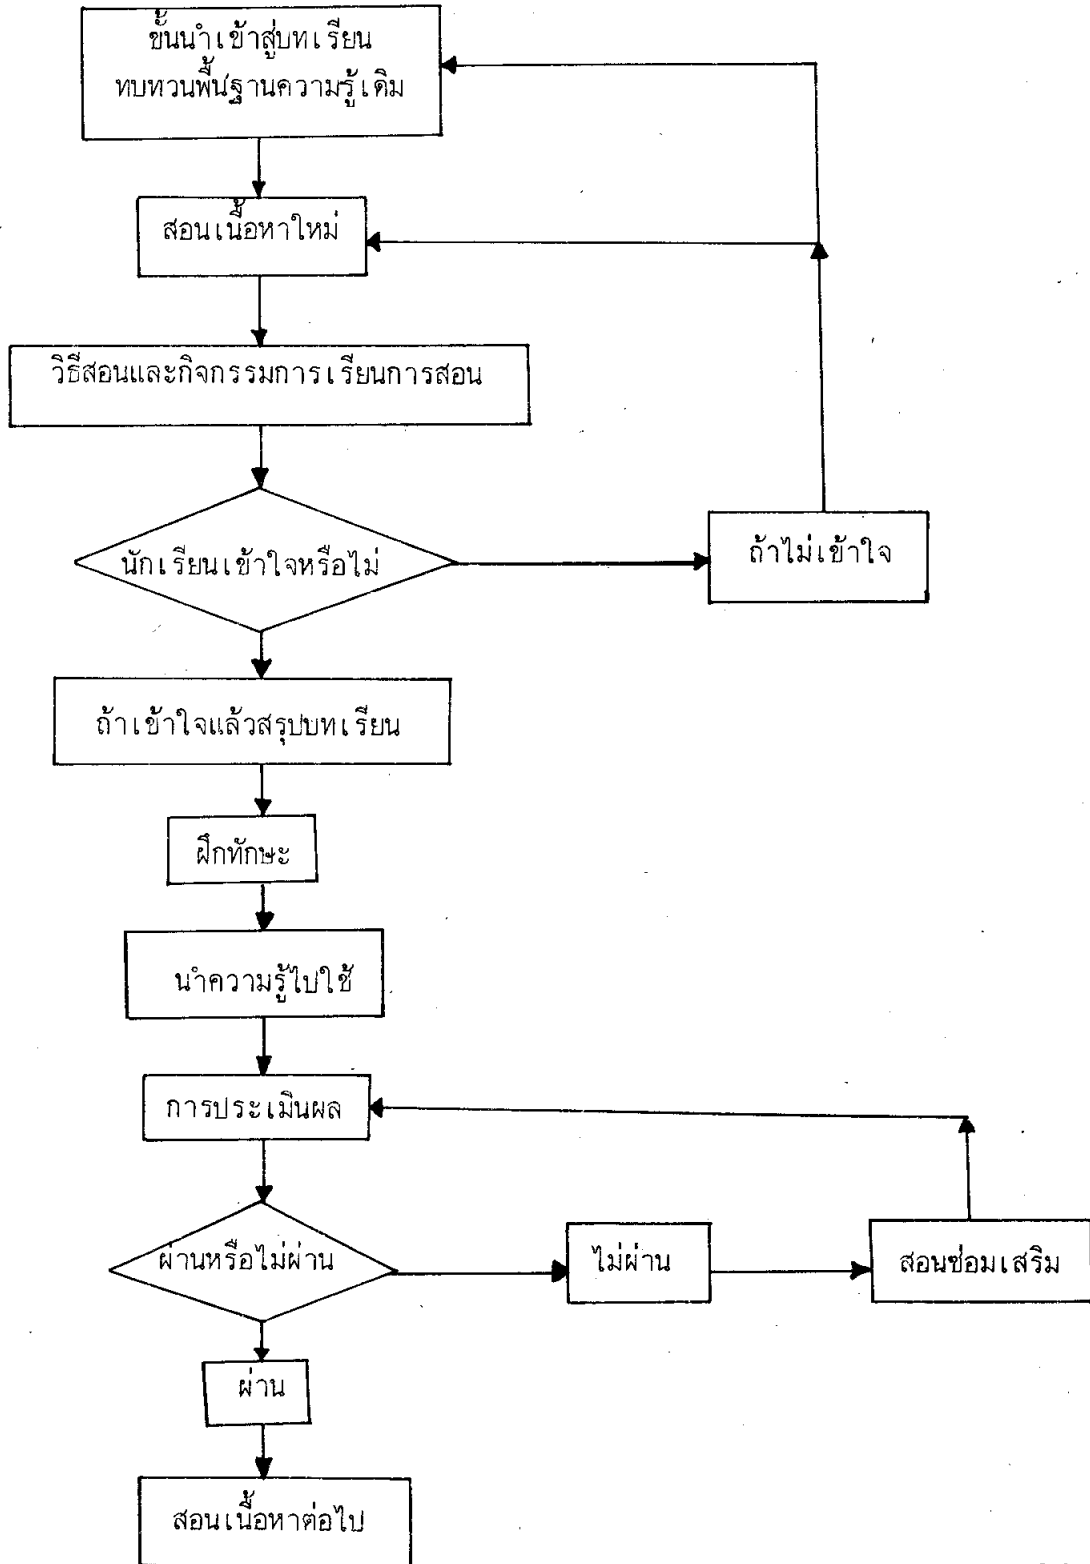 ขั้นนำเข้าสู่บทเรียน
ทบทวนพื้นฐานความรู้เดิม
สอนเนื้อหาใหม่
วิธีสอนและกิจกรรมการเรียนการสอน
นักเรียนเข้าใจหรือไม่
ถ้าไม่เข้าใจ
ถ้าเข้าใจแล้วสรุปบทเรียน
ฝึกทักษะ
นำความรู้ไปใช้
การประเมินผล
ผ่านหรือไม่ผ่าน
ไม่ผ่าน
สอนซ่อมเสริม
ผ่าน
สอนเนื้อหาต่อไป